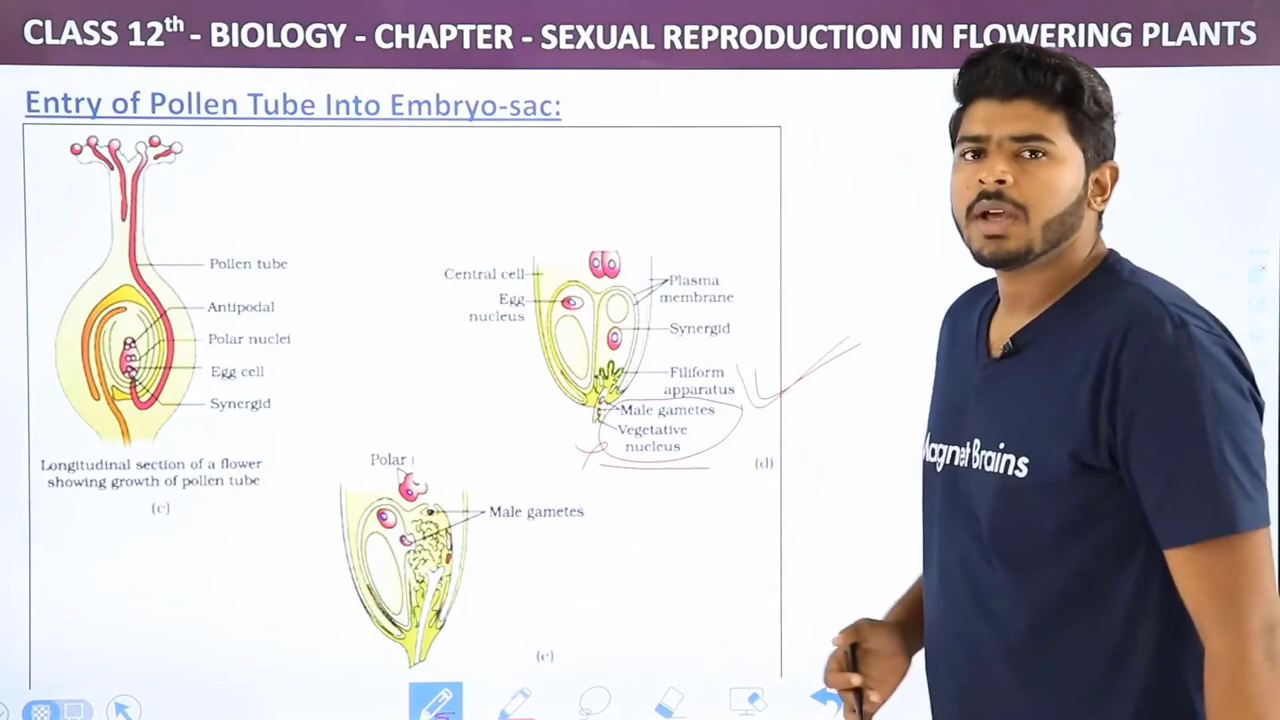 CLASS 12th - BIOLOGY - CHAPTER - SEXUAL REPRODUCTION IN FLOWERING PLANTS
Entry of Pollen Tube Into Embryo-sac:
Pollen tube
Antipodal
Polar nuclei
Egg cell
Synergid
Longitudinal section of a flower
showing growth of pollen tube
(c)
Central cell
Egg
nucleus
Plasma
membrane
Synergid
Filiform
apparatus
Male gametes
Vegetative
nucleus
(d)
Polar
Male gametes
(e)
Magnet Brains